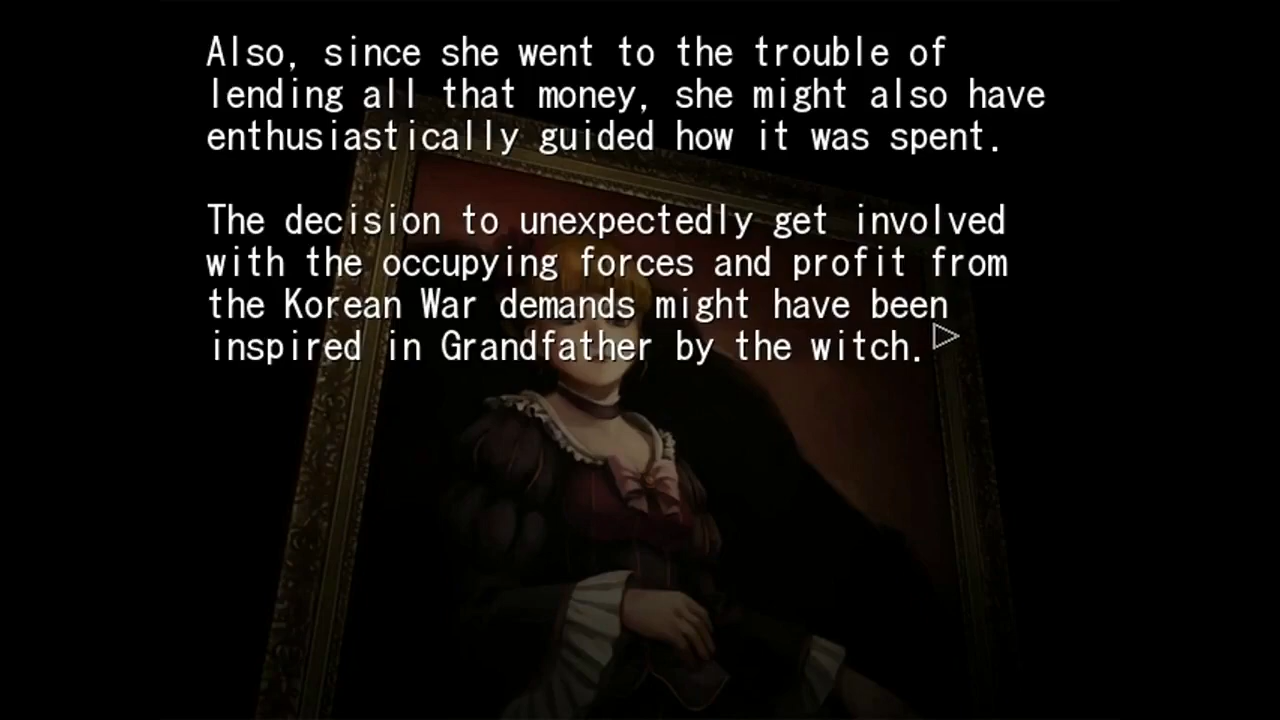 Also, since she went to the trouble of
lending all that money, she might also have
enthusiastically guided how it was spent.
The decision to unexpectedly get involved
with the occupying forces and profit from
the Korean War demands might have been
inspired in Grandfather by the witch.